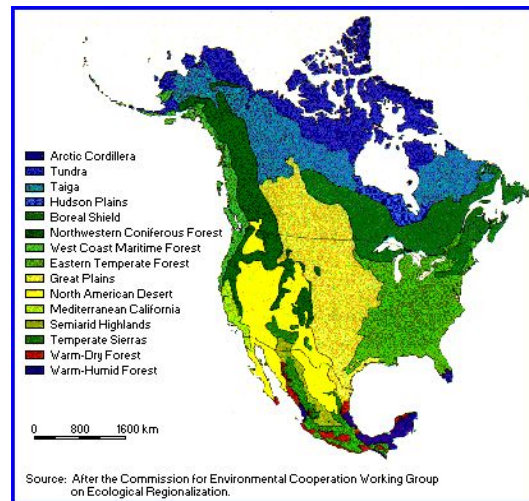 Arctic Cordillera
Tundra
Taiga
Hudson Plains
Boreal Shield
Northwestern Coniferous Forest
West Coast Maritime Forest
Eastern Temperate Forest
Great Plains
North American Desert
Mediterranean California
Semiarid Highlands
Temperate Sierras
Warm-Dry Forest
Warm-Humid Forest
0 800 1600 km
Source: After the Commission for Environmental Cooperation Working Group
on Ecological Regionalization.